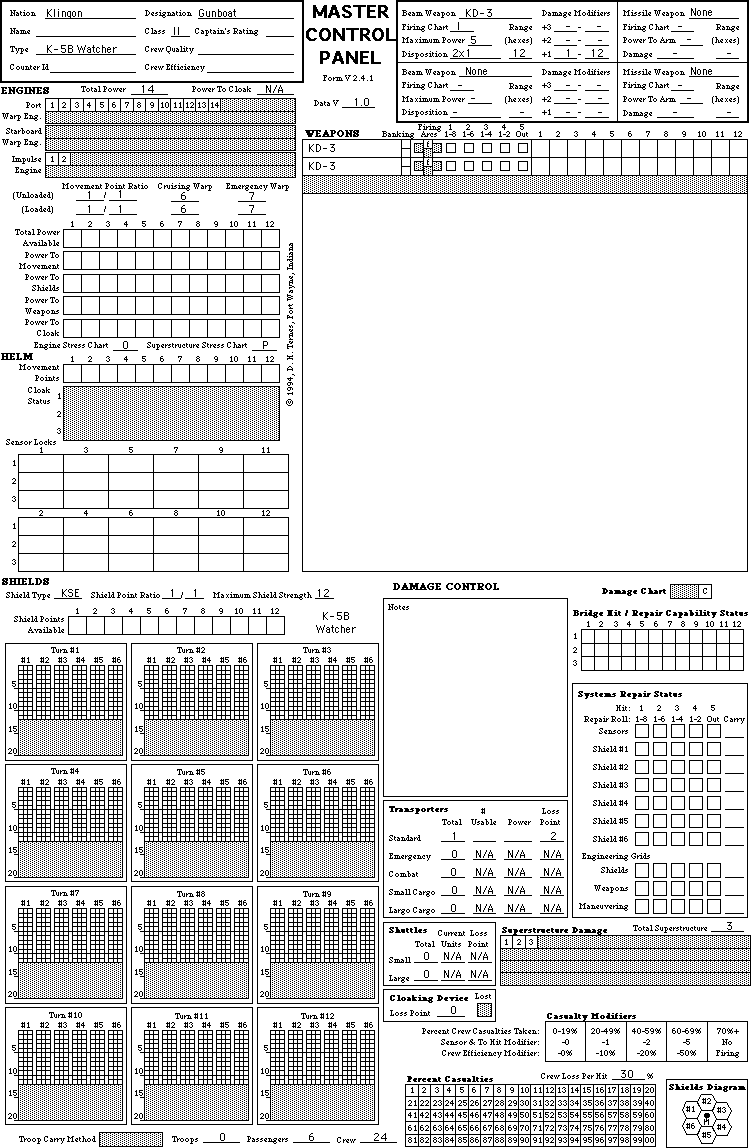 Nation Klingon Designation Gunboat
Name Class II Captain's Rating
Type K-5B Watcher Crew Quality
Counter Id Crew Efficiency
MASTER
CONTROL
PANEL
Form V 2.4.1
Data V 1.0
Beam Weapon KD-3 Damage Modifiers
Firing Chart I Range +3 - - -
Maximum Power 5 (hexes) +2 - - -
Disposition 2x1 12 +1 1 - 12
Missile Weapon None
Firing Chart - Range
Power To Arm - (hexes)
Damage - -
Beam Weapon None Damage Modifiers
Firing Chart - Range +3 - - -
Maximum Power - (hexes) +2 - - -
Disposition - - +1 - - -
Missile Weapon None
Firing Chart - Range
Power To Arm - (hexes)
Damage - -
ENGINES Total Power 14 Power To Cloak N/A
Port Warp Eng. 1 2 3 4 5 6 7 8 9 10 11 12 13 14
Starboard
Warp Eng.
Impulse 1 2
Engine
Movement Point Ratio Cruising Warp Emergency Warp
(Unloaded) 1 / 1 6 7
(Loaded) 1 / 1 6 7
1 2 3 4 5 6 7 8 9 10 11 12
Total Power
Available
Power To
Movement
Power To
Shields
Power To
Weapons
Power To
Cloak
Engine Stress Chart O Superstructure Stress Chart P
© 1994, D. H. Ternes, Fort Wayne, Indiana
WEAPONS Banking Firing Arcs 1 1-8 2 1-6 3 1-4 4 1-2 5 Out 1 2 3 4 5 6 7 8 9 10 11 12
KD-3 f
KD-3 f
HELM
1 2 3 4 5 6 7 8 9 10 11 12
Movement
Points
Cloak
Status
1
2
3
Sensor Locks
1 3 5 7 9 11
1
2
3
2 4 6 8 10 12
1
2
3
SHIELDS
Shield Type KSE Shield Point Ratio 1 / 1 Maximum Shield Strength 12
1 2 3 4 5 6 7 8 9 10 11 12
Shield Points
Available
K-5B
Watcher
Turn #1 Turn #2 Turn #3
#1 #2 #3 #4 #5 #6 #1 #2 #3 #4 #5 #6 #1 #2 #3 #4 #5 #6
5 5 5
10 10 10
15 15 15
20 20 20
Turn #4 Turn #5 Turn #6
#1 #2 #3 #4 #5 #6 #1 #2 #3 #4 #5 #6 #1 #2 #3 #4 #5 #6
5 5 5
10 10 10
15 15 15
20 20 20
Turn #7 Turn #8 Turn #9
#1 #2 #3 #4 #5 #6 #1 #2 #3 #4 #5 #6 #1 #2 #3 #4 #5 #6
5 5 5
10 10 10
15 15 15
20 20 20
Turn #10 Turn #11 Turn #12
#1 #2 #3 #4 #5 #6 #1 #2 #3 #4 #5 #6 #1 #2 #3 #4 #5 #6
5 5 5
10 10 10
15 15 15
20 20 20
Troop Carry Method Troops 0 Passengers 6 Crew 24
DAMAGE CONTROL
Notes
Damage Chart C
Bridge Hit / Repair Capability Status
1 2 3 4 5 6 7 8 9 10 11 12
1
2
3
Systems Repair Status
Hit: 1 2 3 4 5
Repair Roll: 1-8 1-6 1-4 1-2 Out Carry
Sensors
Shield #1
Shield #2
Shield #3
Shield #4
Shield #5
Shield #6
Engineering Grids
Shields
Weapons
Maneuvering
Transporters Total # Usable Power Loss Point
Standard 1 2
Emergency 0 N/A N/A N/A
Combat 0 N/A N/A N/A
Small Cargo 0 N/A N/A N/A
Large Cargo 0 N/A N/A N/A
Shuttles Current Loss
Total Units Point
Small 0 N/A N/A
Large 0 N/A N/A
Superstructure Damage Total Superstructure 3
1 2 3
Cloaking Device Lost
Loss Point 0
Casualty Modifiers
Percent Crew Casualties Taken: 0-19% 20-49% 40-59% 60-69% 70%+
Sensor & To Hit Modifier: -0 -1 -2 -5 No
Crew Efficiency Modifier: -0% -10% -20% -50% Firing
Percent Casualties Crew Loss Per Hit 30 %
1 2 3 4 5 6 7 8 9 10 11 12 13 14 15 16 17 18 19 20
21 22 23 24 25 26 27 28 29 30 31 32 33 34 35 36 37 38 39 40
41 42 43 44 45 46 47 48 49 50 51 52 53 54 55 56 57 58 59 60
61 62 63 64 65 66 67 68 69 70 71 72 73 74 75 76 77 78 79 80
81 82 83 84 85 86 87 88 89 90 91 92 93 94 95 96 97 98 99 00
Shields Diagram
#2
#1 #3
#6 #4
#5